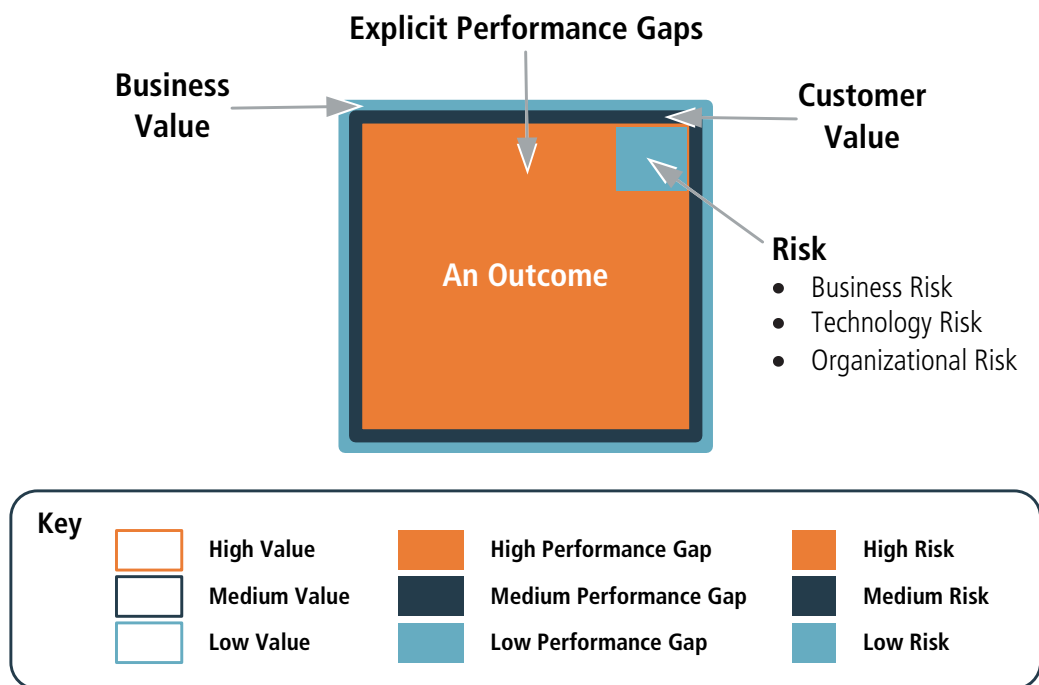 Explicit Performance Gaps
Business
Value
Customer
Value
An Outcome
Risk
• Business Risk
• Technology Risk
• Organizational Risk
Key
High Value
High Performance Gap
High Risk
Medium Value
Medium Performance Gap
Medium Risk
Low Value
Low Performance Gap
Low Risk